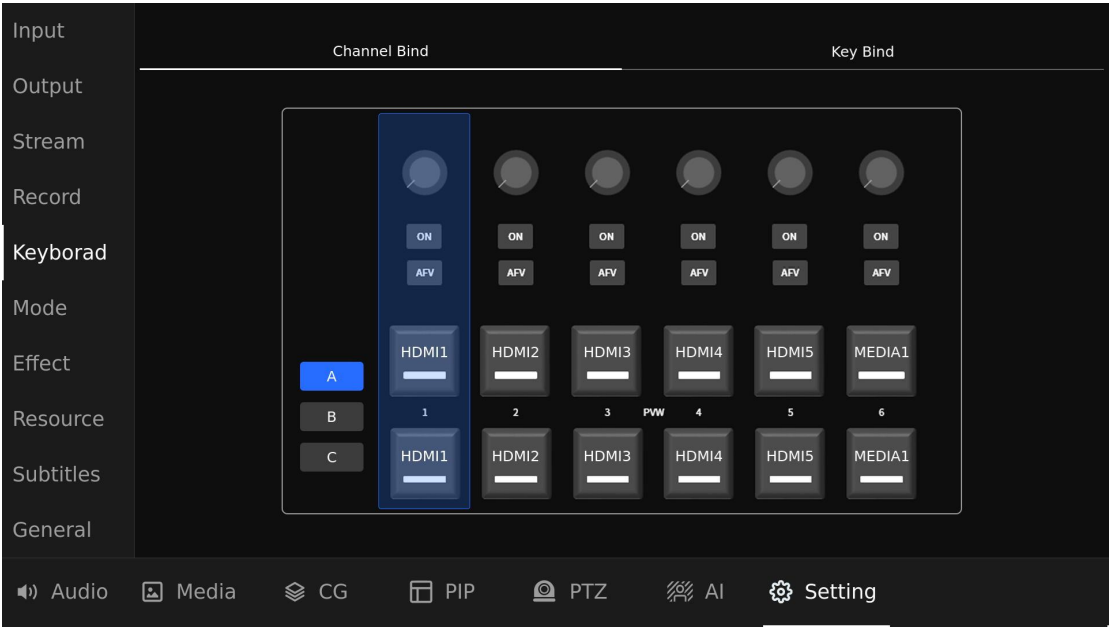 Input
Output
Stream
Record
Keyborad
Mode
Effect
Resource
Subtitles
General
Channel Bind Key Bind
ON ON ON ON ON ON
AFV AFV AFV AFV AFV AFV
HDMI1 HDMI2 HDMI3 HDMI4 HDMI5 MEDIA1
A
B
C
1 2 3 PVW 4 5 6
HDMI1 HDMI2 HDMI3 HDMI4 HDMI5 MEDIA1
Audio Media CG PIP PTZ AI Setting